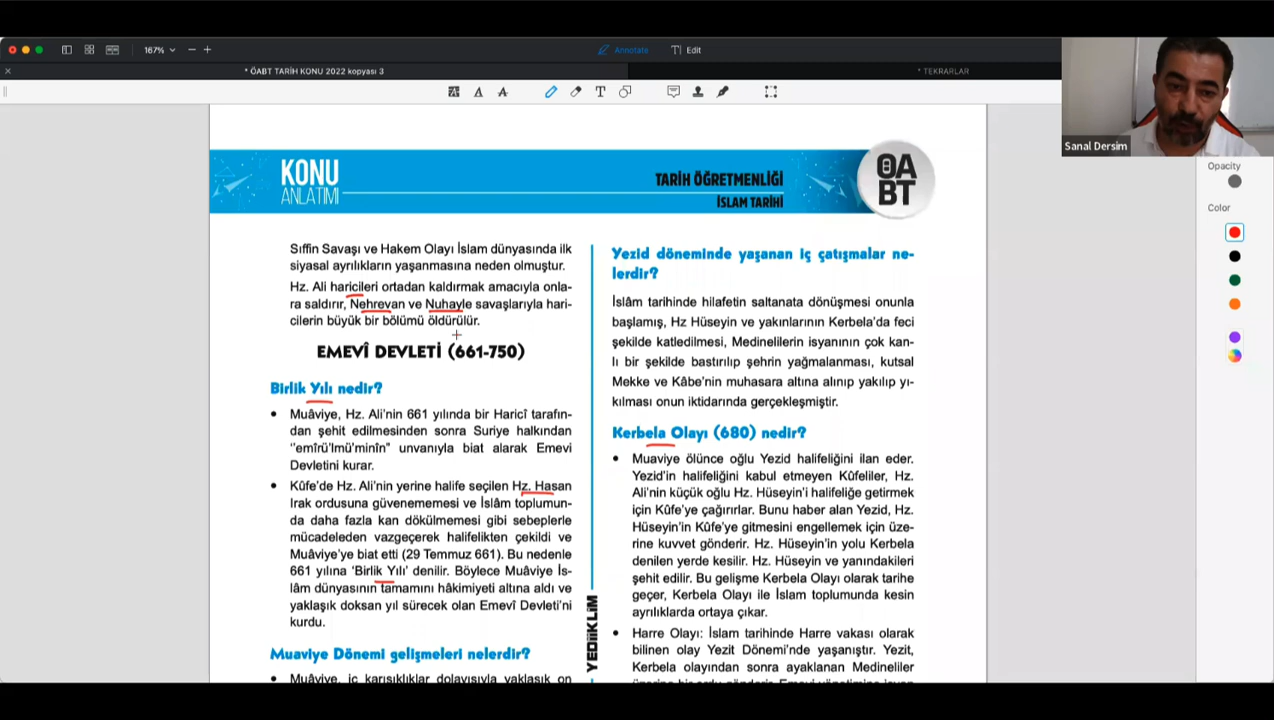 167%
Annotate
Edit
* ÖABT TARİH KONU 2022 kopyası 3
* TEKRARLAR
Sanal Dersim
Opacity
Color
KONU
ANLATIMI
TARİH ÖĞRETMENLİĞİ
İSLAM TARİHİ
ÖA
BT
Sıffin Savaşı ve Hakem Olayı İslam dünyasında ilk
siyasal ayrılıkların yaşanmasına neden olmuştur.
Hz. Ali haricileri ortadan kaldırmak amacıyla onla-
ra saldırır, Nehrevan ve Nuhayle savaşlarıyla hari-
cilerin büyük bir bölümü öldürülür.
EMEVÎ DEVLETİ (661-750)
Birlik Yılı nedir?
• Muâviye, Hz. Ali’nin 661 yılında bir Haricî tarafın-
dan şehit edilmesinden sonra Suriye halkından
“emîrü’lmü’minîn” unvanıyla biat alarak Emevi
Devletini kurar.
• Kûfe’de Hz. Ali’nin yerine halife seçilen Hz. Hasan
Irak ordusuna güvenememesi ve İslâm toplumun-
da daha fazla kan dökülmemesi gibi sebeplerle
mücadeleden vazgeçerek halifelikten çekildi ve
Muâviye’ye biat etti (29 Temmuz 661). Bu nedenle
661 yılına ‘Birlik Yılı’ denilir. Böylece Muâviye İs-
lâm dünyasının tamamını hâkimiyeti altına aldı ve
yaklaşık doksan yıl sürecek olan Emevî Devleti’ni
kurdu.
Muaviye Dönemi gelişmeleri nelerdir?
• Muâviye, iç karışıklıklar dolayısıyla yaklaşık on
YEDİİKLİM
Yezid döneminde yaşanan iç çatışmalar ne-
lerdir?
İslâm tarihinde hilafetin saltanata dönüşmesi onunla
başlamış, Hz Hüseyin ve yakınlarının Kerbela’da feci
şekilde katledilmesi, Medinelilerin isyanının çok kan-
lı bir şekilde bastırılıp şehrin yağmalanması, kutsal
Mekke ve Kâbe’nin muhasara altına alınıp yakılıp yı-
kılması onun iktidarında gerçekleşmiştir.
Kerbela Olayı (680) nedir?
• Muaviye ölünce oğlu Yezid halifeliğini ilan eder.
Yezid’in halifeliğini kabul etmeyen Kûfeliler, Hz.
Ali’nin küçük oğlu Hz. Hüseyin’i halifeliğe getirmek
için Kûfe’ye çağırırlar. Bunu haber alan Yezid, Hz.
Hüseyin’in Kûfe’ye gitmesini engellemek için üze-
rine kuvvet gönderir. Hz. Hüseyin’in yolu Kerbela
denilen yerde kesilir. Hz. Hüseyin ve yanındakileri
şehit edilir. Bu gelişme Kerbela Olayı olarak tarihe
geçer, Kerbela Olayı ile İslam toplumunda kesin
ayrılıklarda ortaya çıkar.
• Harre Olayı: İslam tarihinde Harre vakası olarak
bilinen olay Yezit Dönemi’nde yaşanıştır. Yezit,
Kerbela olayından sonra ayaklanan Medineliler